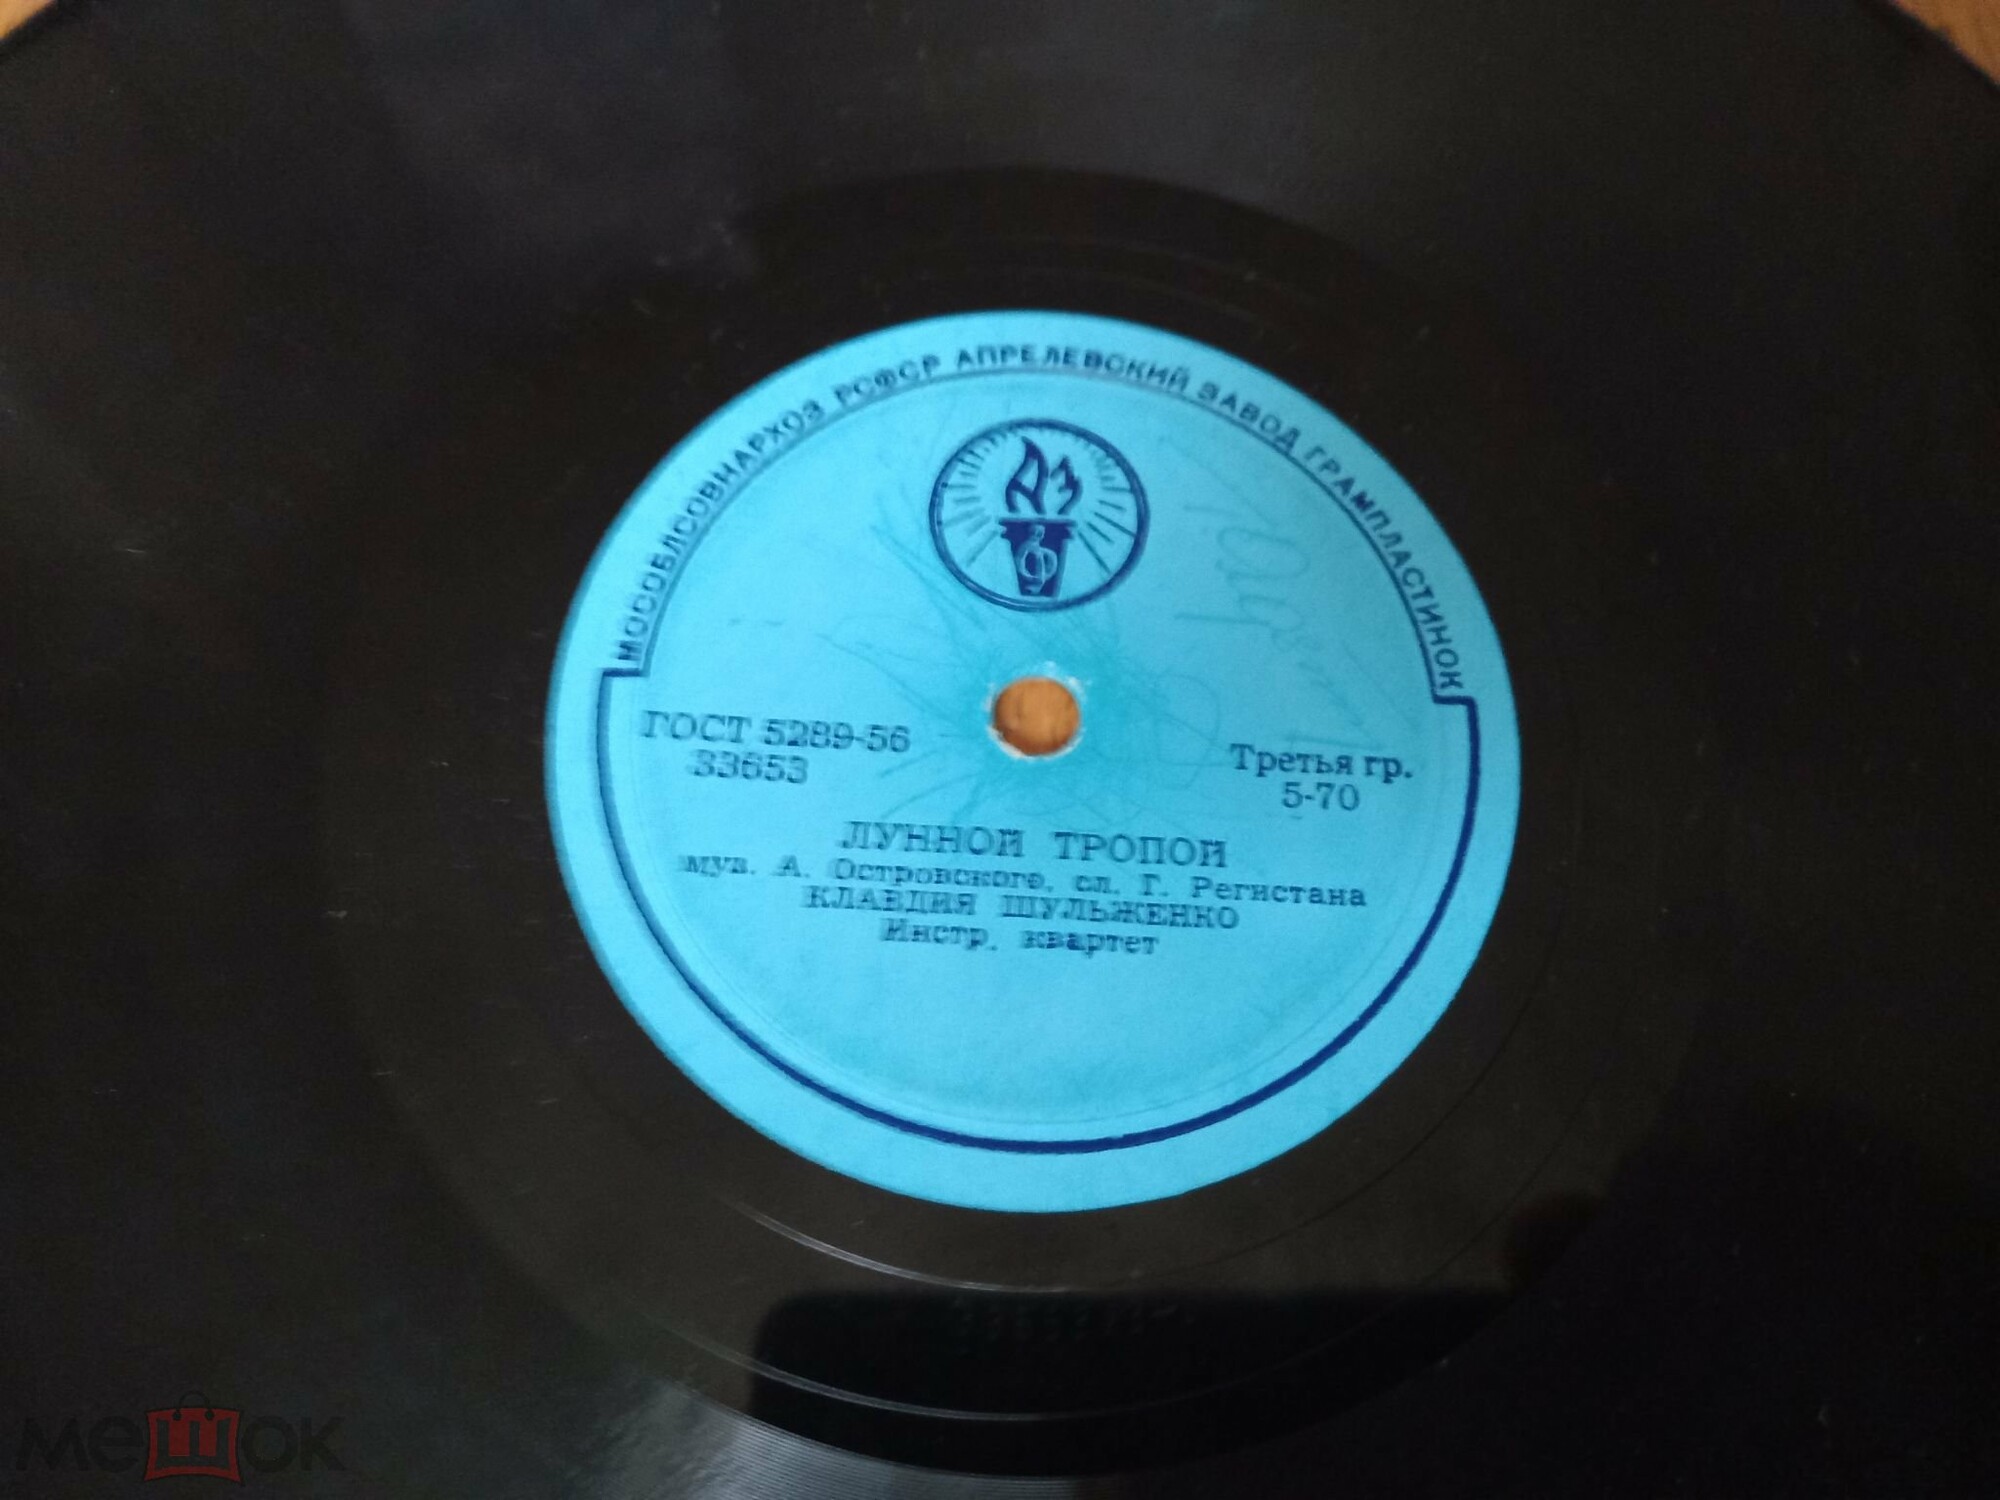 МОСОБЛСОВНАРХОЗ РСФСР АПРЕЛЕВСКИЙ ЗАВОД ГРАМПЛАСТИНОК
ГОСТ 5289-56
33653
Третья гр.
5-70
ЛУННОЙ ТРОПОЙ
муз. А. Островского, сл. Г. Регистана
КЛАВДИЯ ШУЛЬЖЕНКО
Инстр. квартет
мешок